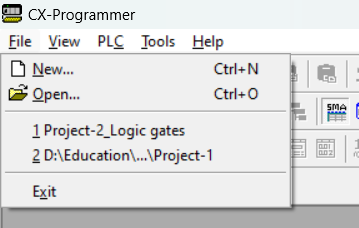 CX-Programmer
File View PLC Tools Help
New... Ctrl+N
Open... Ctrl+O
1 Project-2_Logic gates
2 D:\Education\...\Project-1
Exit
SMA